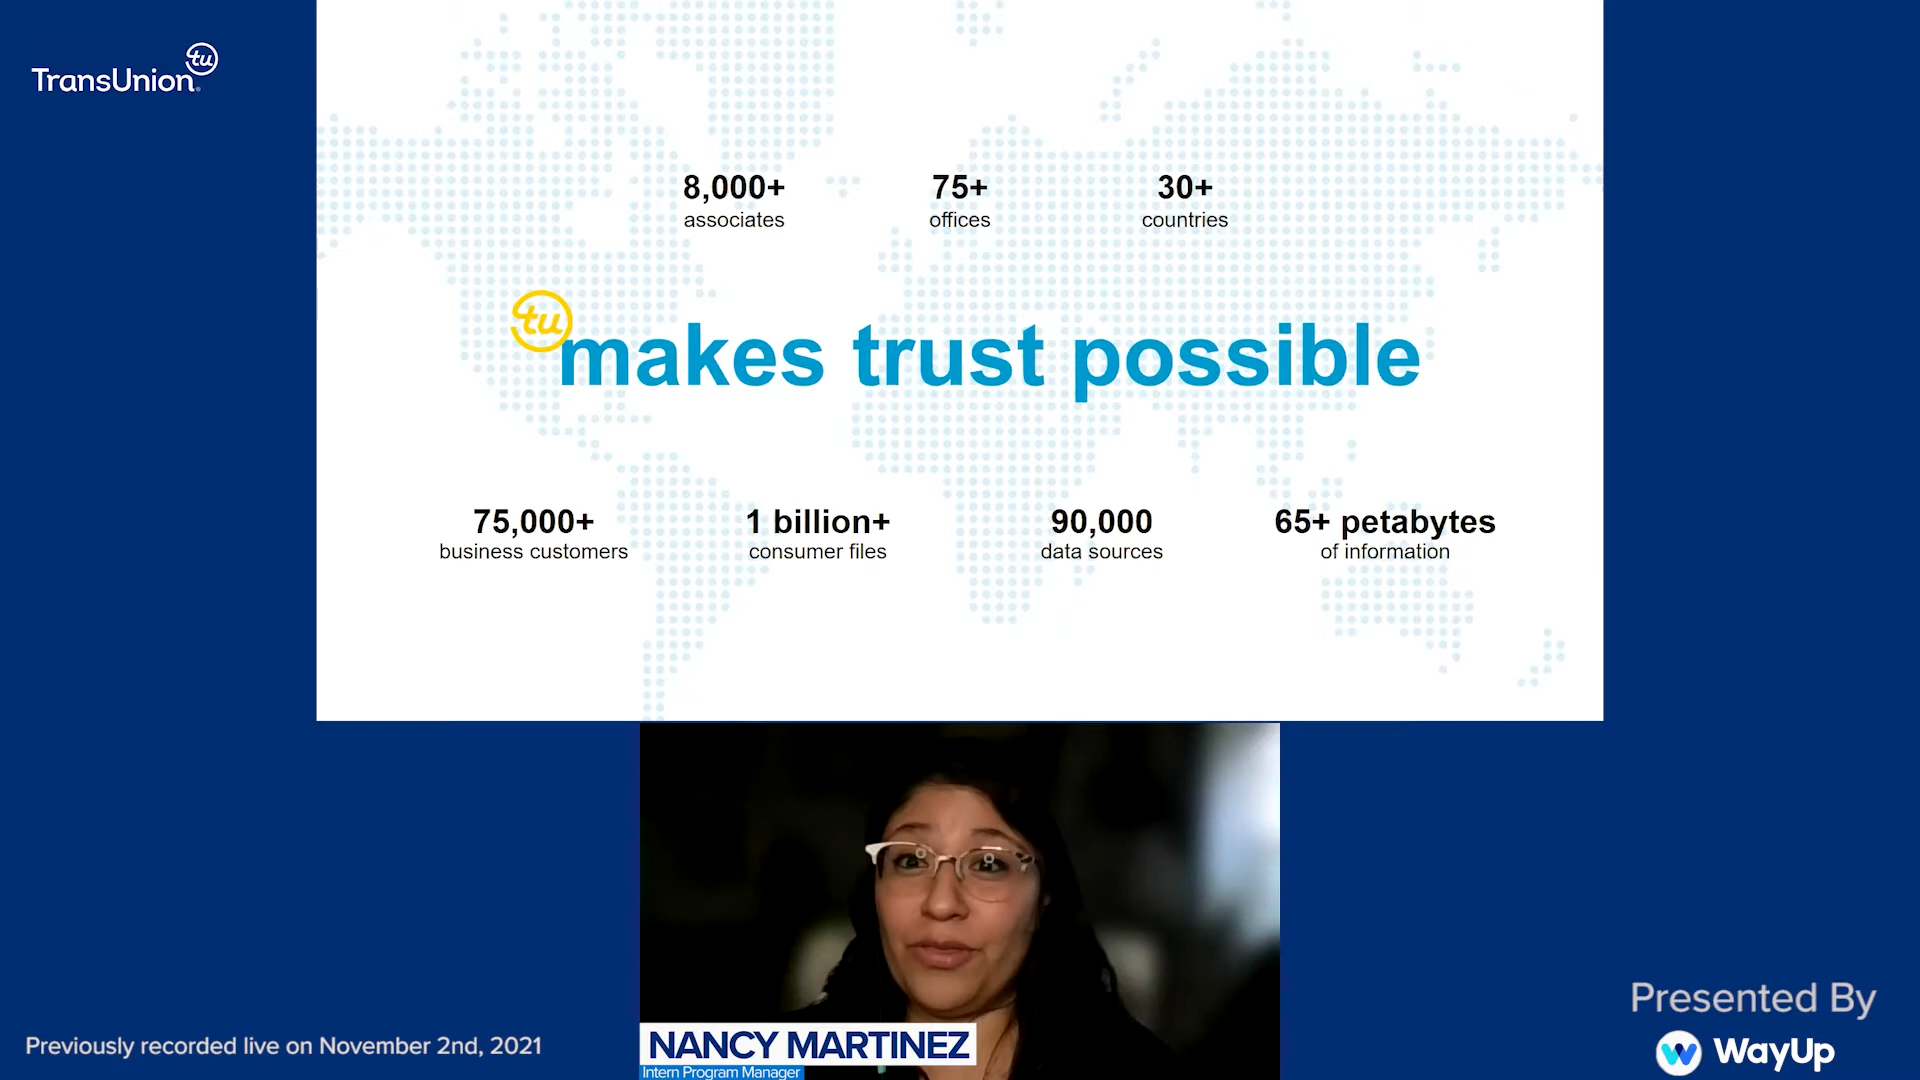 TransUnion
tu
8,000+
associates
75+
offices
30+
countries
tu makes trust possible
75,000+
business customers
1 billion+
consumer files
90,000
data sources
65+ petabytes
of information
NANCY MARTINEZ
Intern Program Manager
Previously recorded live on November 2nd, 2021
Presented By
W WayUp